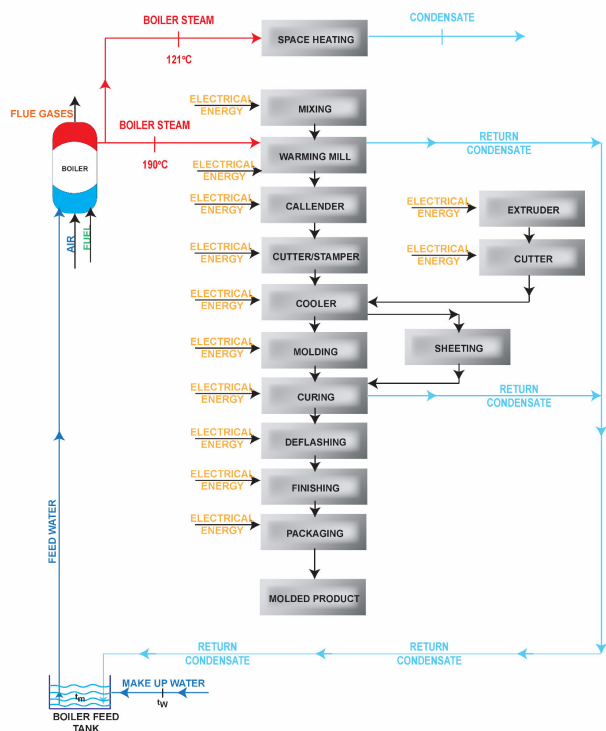 BOILER STEAM
121ºC
SPACE HEATING
CONDENSATE
FLUE GASES
BOILER
AIR
FUEL
BOILER STEAM
190ºC
ELECTRICAL
ENERGY
MIXING
WARMING MILL
RETURN
CONDENSATE
ELECTRICAL
ENERGY
ELECTRICAL
ENERGY
CALLENDER
ELECTRICAL
ENERGY
EXTRUDER
ELECTRICAL
ENERGY
CUTTER/STAMPER
ELECTRICAL
ENERGY
CUTTER
ELECTRICAL
ENERGY
COOLER
ELECTRICAL
ENERGY
MOLDING
SHEETING
ELECTRICAL
ENERGY
CURING
RETURN
CONDENSATE
ELECTRICAL
ENERGY
DEFLASHING
ELECTRICAL
ENERGY
FINISHING
ELECTRICAL
ENERGY
PACKAGING
FEED WATER
MOLDED PRODUCT
RETURN
CONDENSATE
RETURN
CONDENSATE
MAKE UP WATER
tm
tW
BOILER FEED
TANK